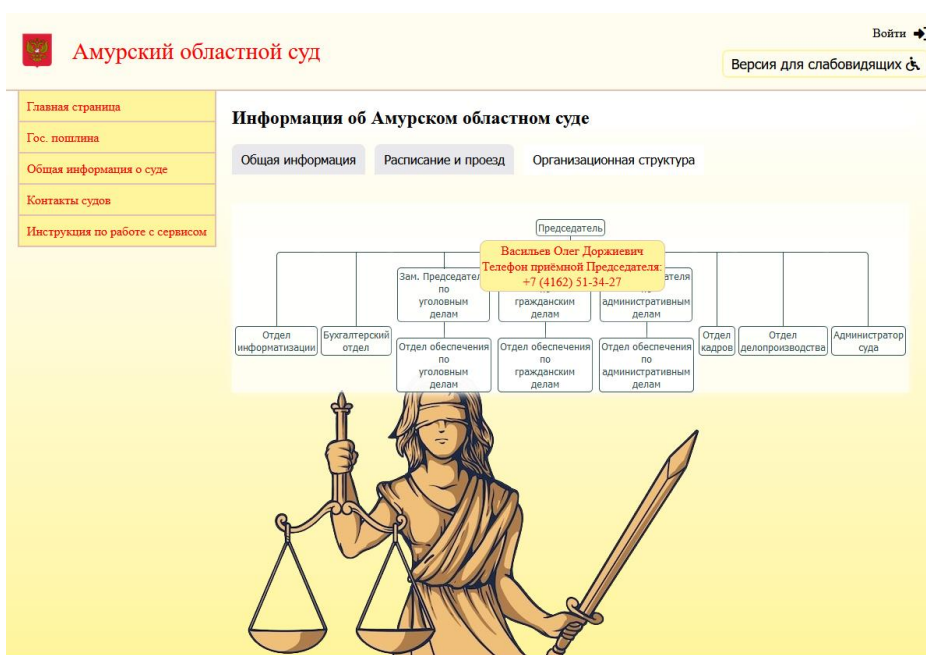 Войти
Амурский областной суд
Версия для слабовидящих
Главная страница
Гос. пошлина
Общая информация о суде
Контакты судов
Инструкция по работе с сервисом
Информация об Амурском областном суде
Общая информация
Расписание и проезд
Организационная структура
Председатель
Васильев Олег Доржиевич
Телефон приёмной Председателя:
+7 (4162) 51-34-27
Зам.
по
уголовным
делам
гражданским
делам
административным
делам
Отдел
информатизации
Бухгалтерский
отдел
Отдел обеспечения
по
уголовным
делам
Отдел обеспечения
по
гражданским
делам
Отдел обеспечения
по
административным
делам
Отдел
кадров
Отдел
делопроизводства
Администратор
суда